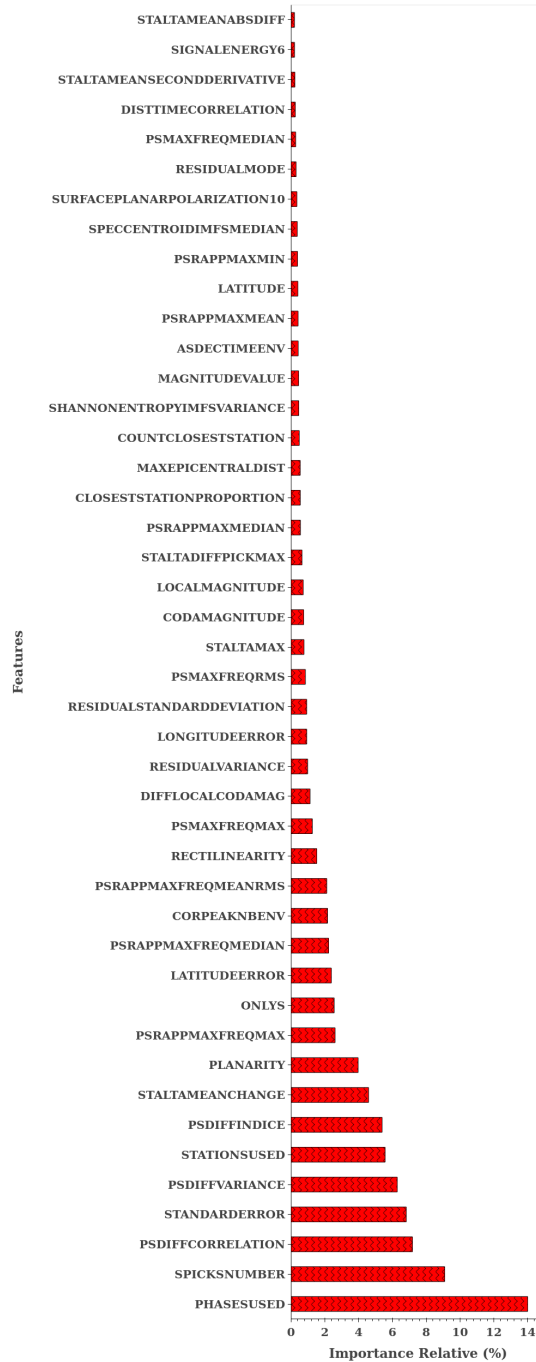 STALTAMEANABSDIFF
SIGNALENERGY6
STALTAMEANSECONDDERIVATIVE
DISTTIMECORRELATION
PSMAXFREQMEDIAN
RESIDUALMODE
SURFACEPLANARPOLARIZATION10
SPECCENTROIDIMFSMEDIAN
PSRAPPMAXMIN
LATITUDE
PSRAPPMAXMEAN
ASDECTIMEENV
MAGNITUDEVALUE
SHANNONENTROPYIMFSVARIANCE
COUNTCLOSESTSTATION
MAXEPICENTRALDIST
CLOSESTSTATIONPROPORTION
PSRAPPMAXMEDIAN
STALTADIFFPICKMAX
LOCALMAGNITUDE
CODAMAGNITUDE
STALTAMAX
PSMAXFREQRMS
RESIDUALSTANDARDDEVIATION
LONGITUDEERROR
RESIDUALVARIANCE
DIFFLOCALCODAMAG
PSMAXFREQMAX
RECTILINEARITY
PSRAPPMAXFREQMEANRMS
CORPEAKNBENV
PSRAPPMAXFREQMEDIAN
LATITUDEERROR
ONLYS
PSRAPPMAXFREQMAX
PLANARITY
STALTAMEANCHANGE
PSDIFFINDICE
STATIONSUSED
PSDIFFVARIANCE
STANDARDERROR
PSDIFFCORRELATION
SPICKSNUMBER
PHASESUSED
Features
0 2 4 6 8 10 12 14
Importance Relative (%)